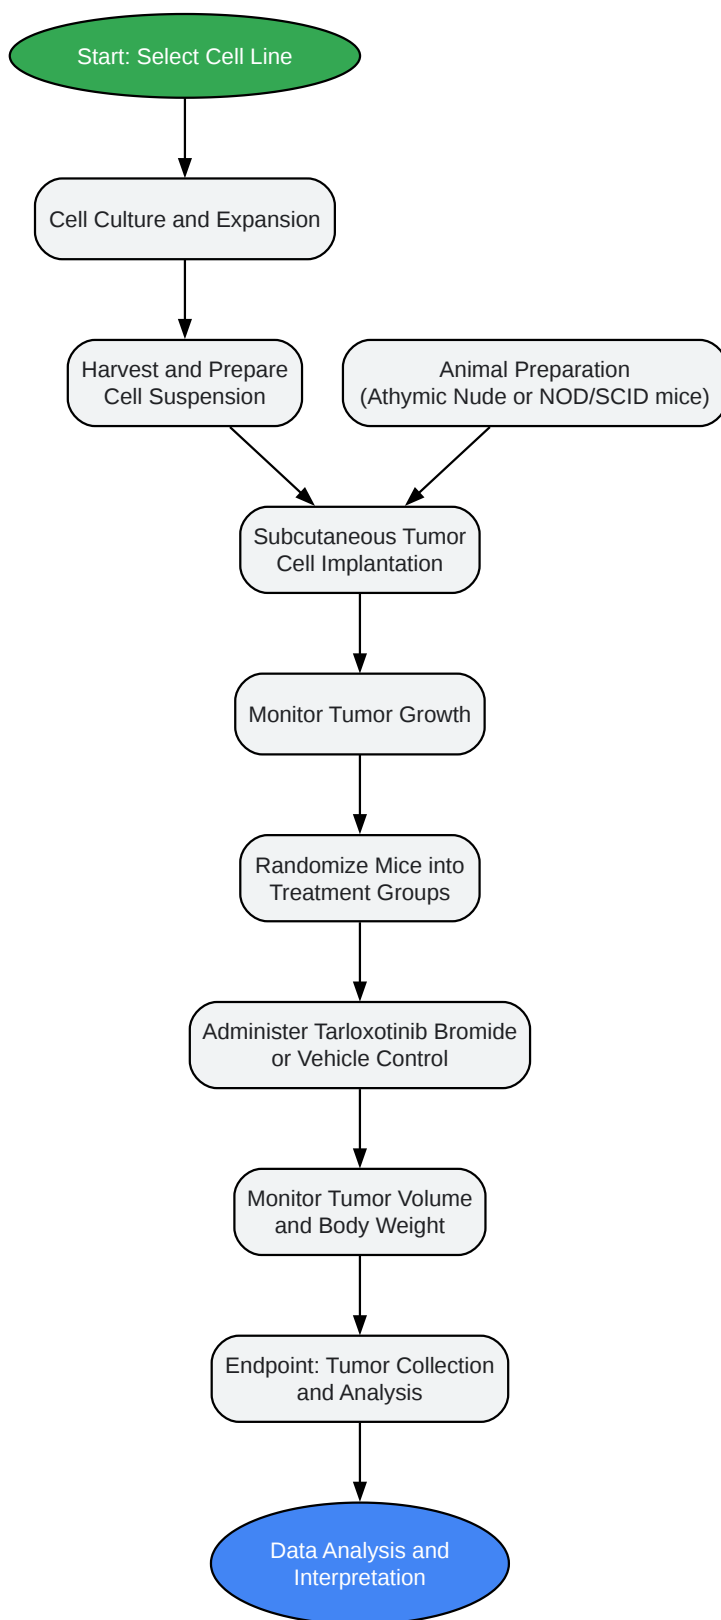 Start: Select Cell Line
Cell Culture and Expansion
Harvest and Prepare
Cell Suspension
Animal Preparation
(Athymic Nude or NOD/SCID mice)
Subcutaneous Tumor
Cell Implantation
Monitor Tumor Growth
Randomize Mice into
Treatment Groups
Administer Tarloxotinib Bromide
or Vehicle Control
Monitor Tumor Volume
and Body Weight
Endpoint: Tumor Collection
and Analysis
Data Analysis and
Interpretation